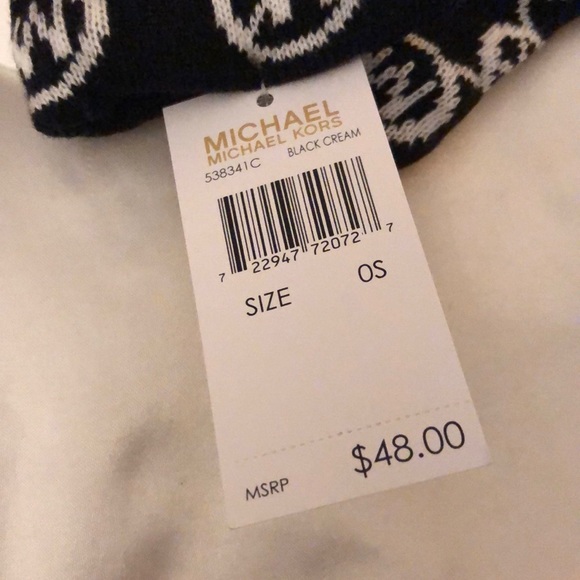 MICHAEL
MICHAEL KORS
538341C BLACK CREAM
7 22947 72072 7
SIZE OS
MSRP $48.00